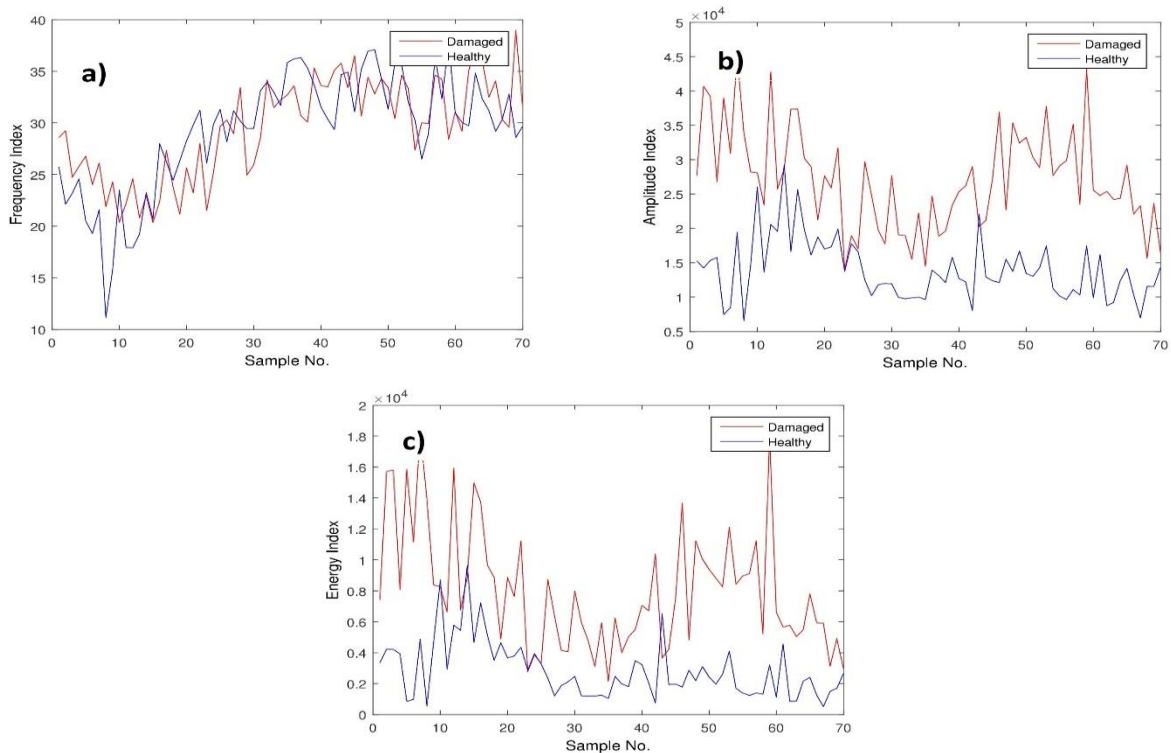 a)
40
35
30
25
20
15
10
Frequency Index
0 10 20 30 40 50 60 70
Sample No.
Damaged
Healthy
b)
× 10⁴
5
4.5
4
3.5
3
2.5
2
1.5
1
0.5
Amplitude Index
0 10 20 30 40 50 60 70
Sample No.
Damaged
Healthy
c)
× 10⁴
2
1.8
1.6
1.4
1.2
1
0.8
0.6
0.4
0.2
0
Energy Index
0 10 20 30 40 50 60 70
Sample No.
Damaged
Healthy